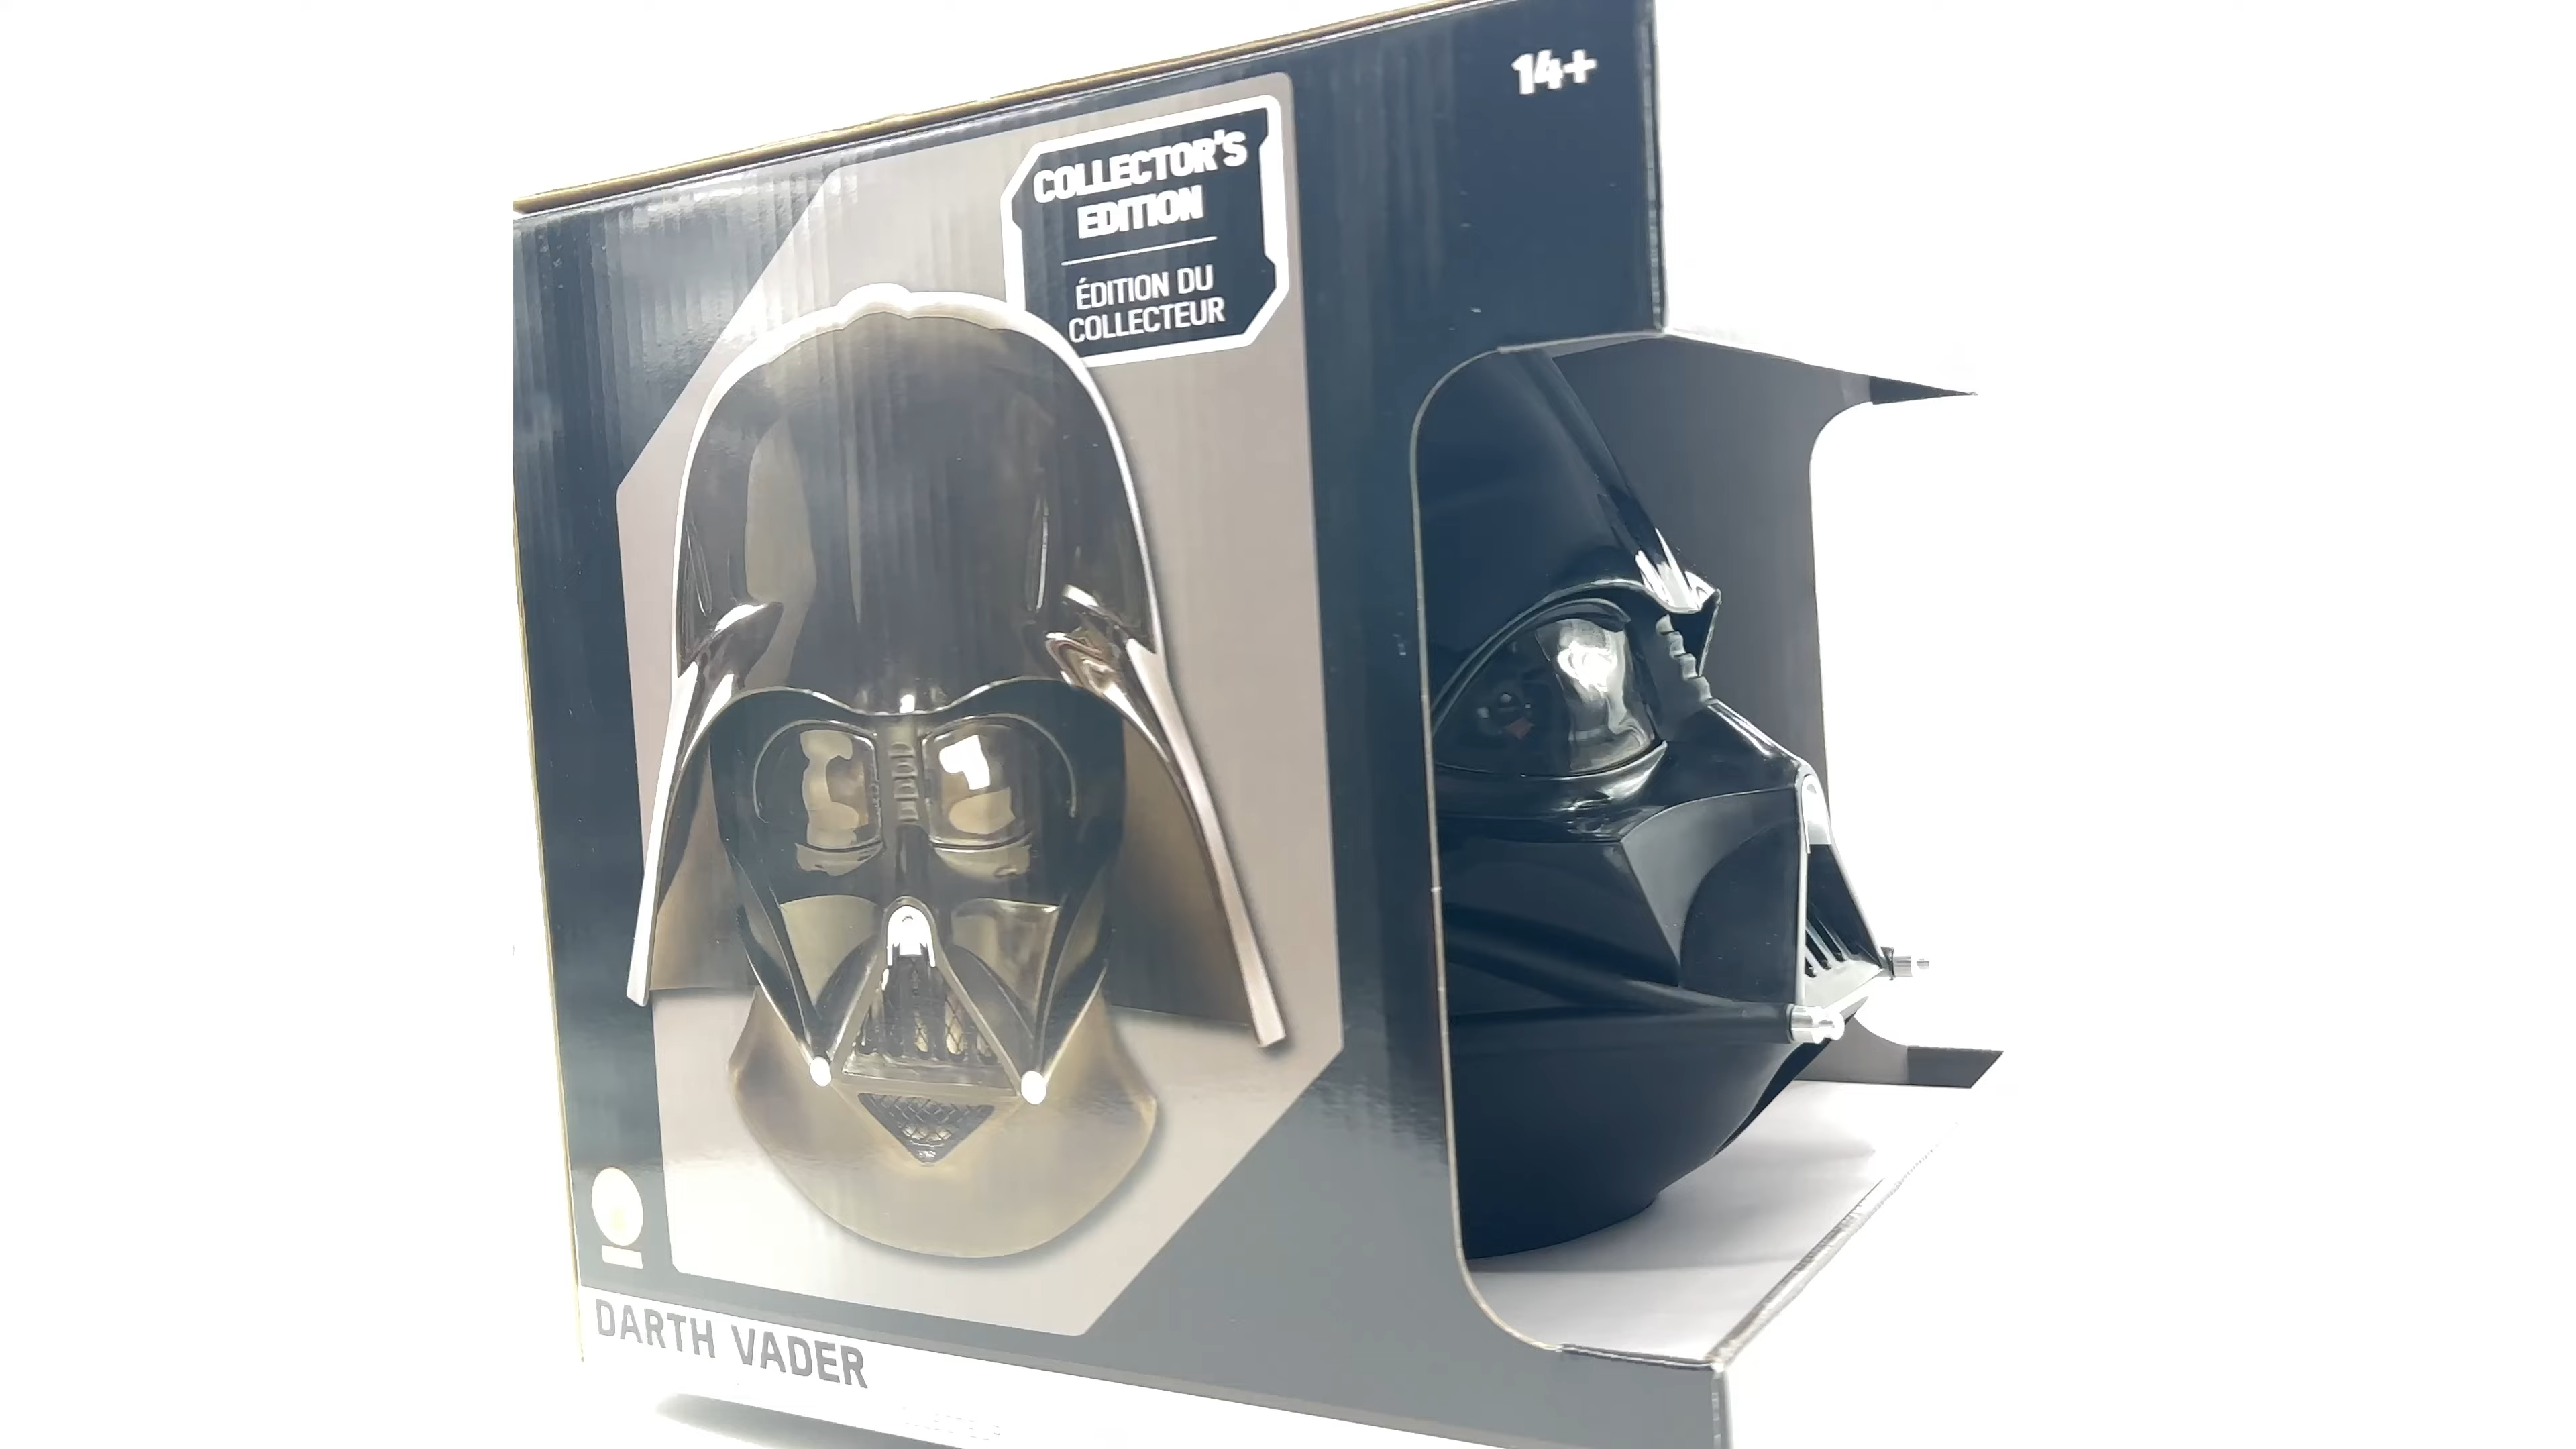 14+
COLLECTOR'S
EDITION
ÉDITION DU
COLLECTEUR
DARTH VADER